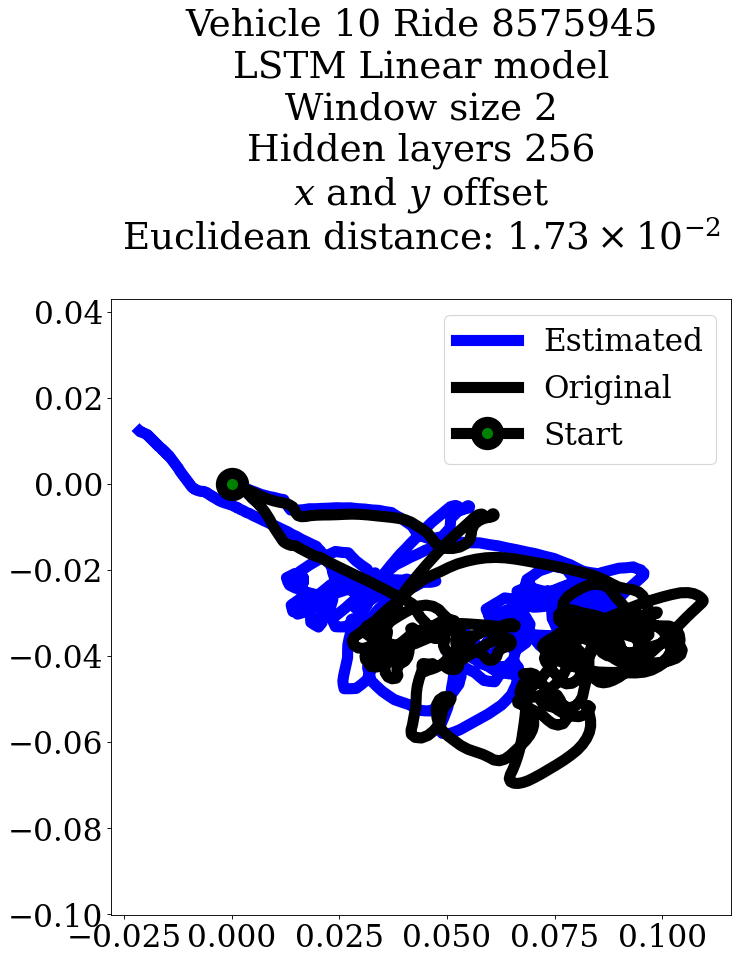 Vehicle 10 Ride 8575945
LSTM Linear model
Window size 2
Hidden layers 256
x and y offset
Euclidean distance: 1.73 × 10⁻²
0.04
0.02
0.00
−0.02
−0.04
−0.06
−0.08
−0.10
Estimated
Original
Start
−0.025 0.000 0.025 0.050 0.075 0.100